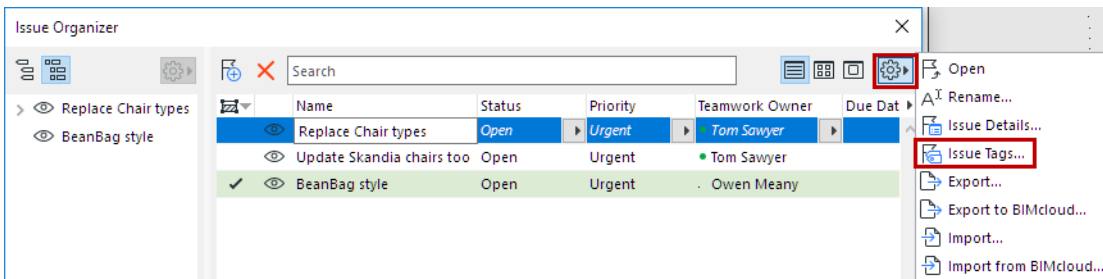 Issue Organizer
Search
Replace Chair types
BeanBag style
Name Status Priority Teamwork Owner Due Dat
Replace Chair types Open Urgent Tom Sawyer
Update Skandia chairs too Open Urgent Tom Sawyer
BeanBag style Open Urgent Owen Meany
Open
Rename...
Issue Details...
Issue Tags...
Export...
Export to BIMcloud...
Import...
Import from BIMcloud...